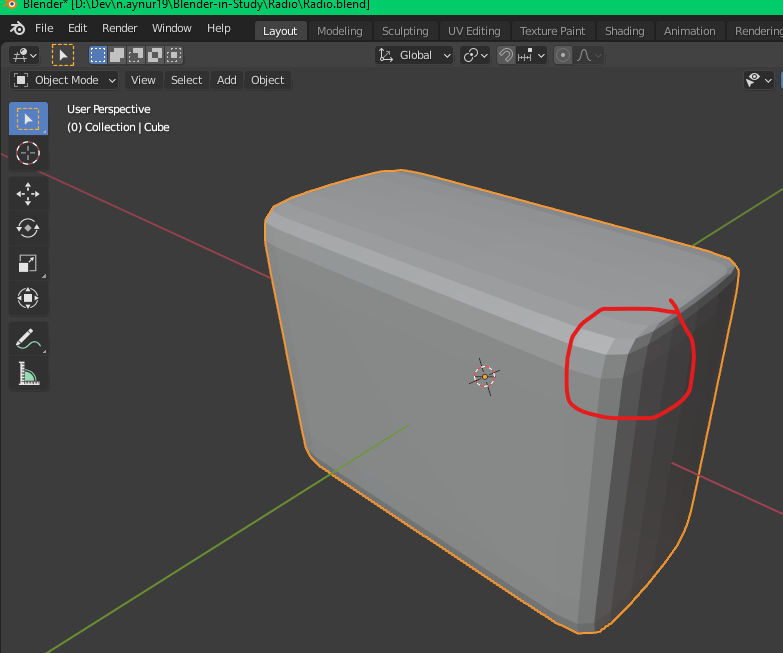 Blender* [D:\Dev\n.aynur19\Blender-in-Study\Radio\Radio.blend]
File Edit Render Window Help Layout Modeling Sculpting UV Editing Texture Paint Shading Animation Rendering
Global
Object Mode View Select Add Object
User Perspective
(0) Collection | Cube